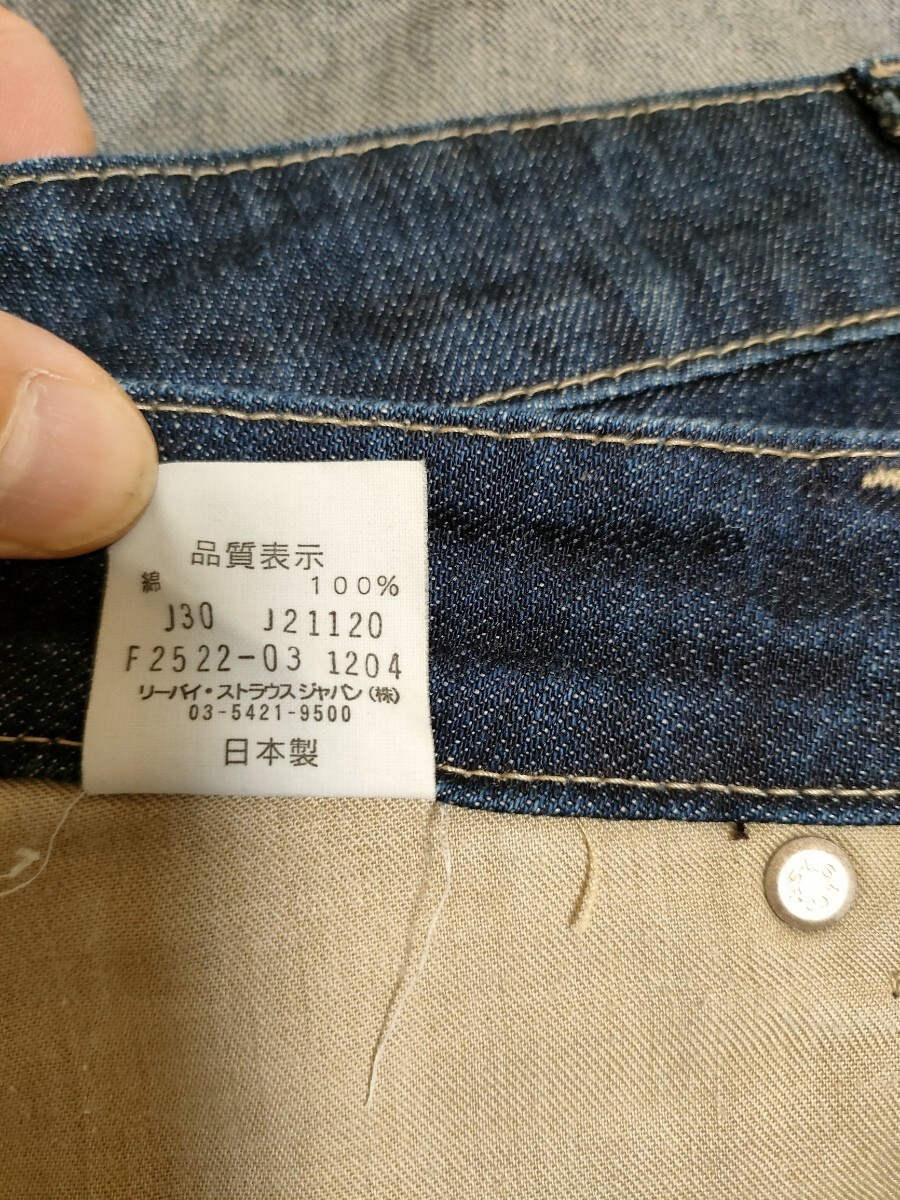 品質表示
綿 100%
J30 J21120
F2522-03 1204
リーバイ・ストラウスジャパン(株)
03-5421-9500
日本製